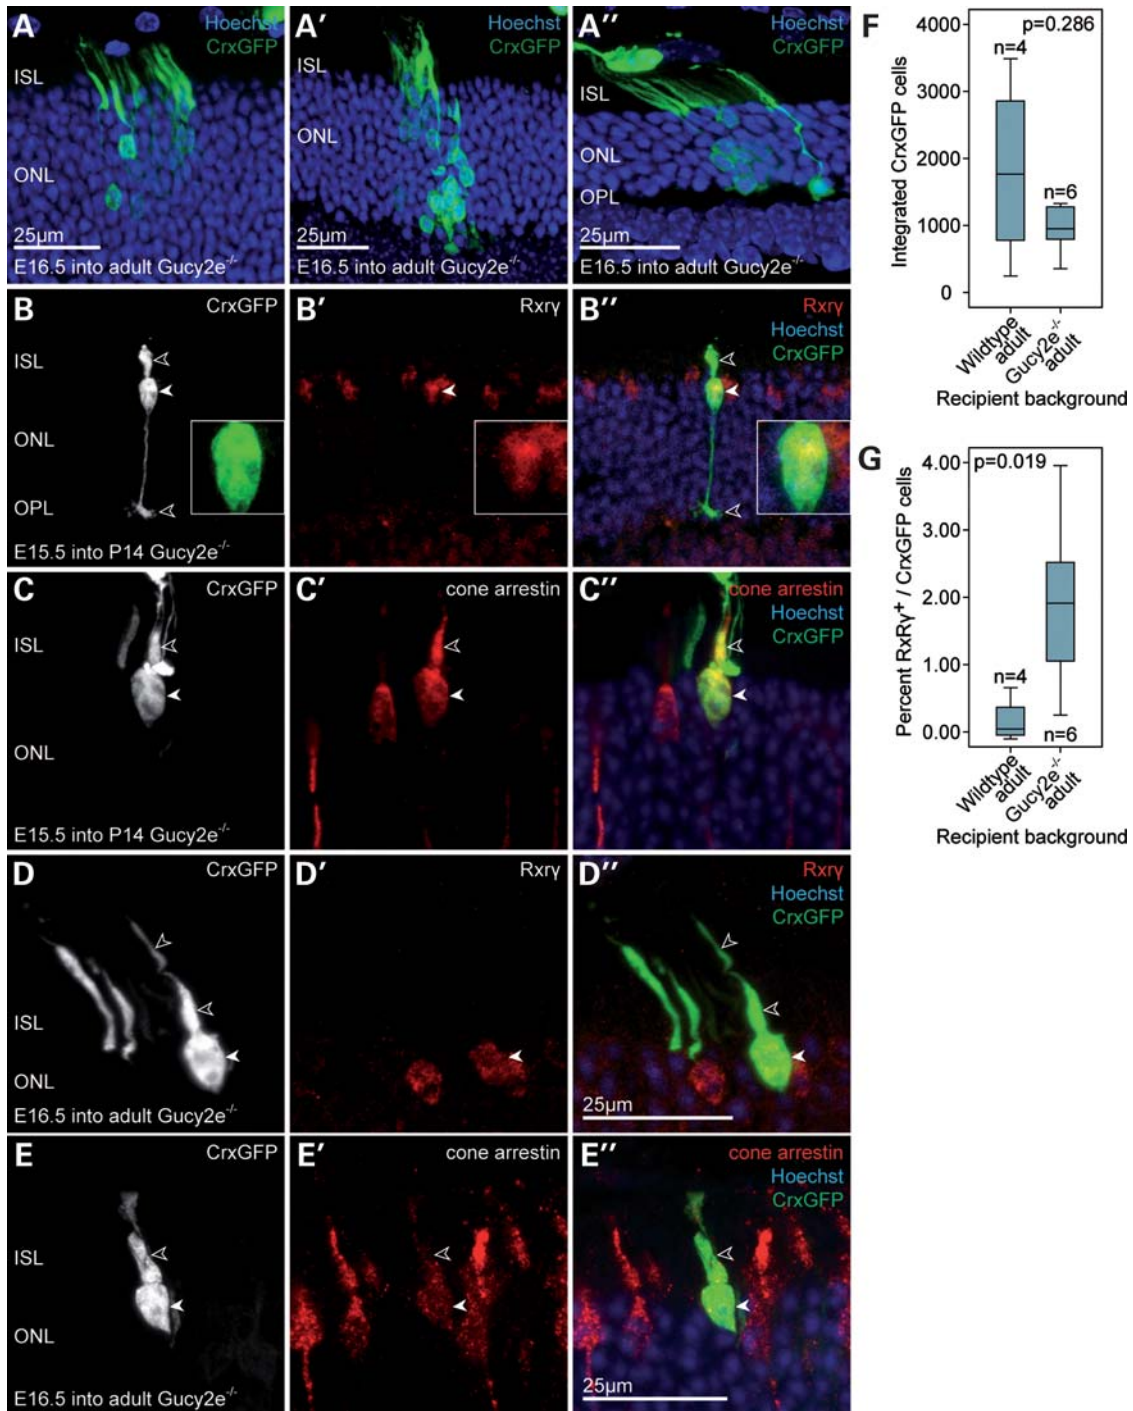 A
Hoechst
CrxGFP
ISL
ONL
25µm
E16.5 into adult Gucy2e-/-
A′
Hoechst
CrxGFP
ISL
ONL
25µm
E16.5 into adult Gucy2e-/-
A″
Hoechst
CrxGFP
ISL
ONL
OPL
25µm
E16.5 into adult Gucy2e-/-
B
CrxGFP
ISL
ONL
OPL
E15.5 into P14 Gucy2e-/-
B′
Rxrγ
B″
Rxrγ
Hoechst
CrxGFP
C
CrxGFP
ISL
ONL
E15.5 into P14 Gucy2e-/-
C′
cone arrestin
C″
cone arrestin
Hoechst
CrxGFP
D
CrxGFP
ISL
ONL
E16.5 into adult Gucy2e-/-
D′
Rxrγ
D″
Rxrγ
Hoechst
CrxGFP
25µm
E
CrxGFP
ISL
ONL
E16.5 into adult Gucy2e-/-
E′
cone arrestin
E″
cone arrestin
Hoechst
CrxGFP
25µm
F
Integrated CrxGFP cells
4000
3000
2000
1000
0
p=0.286
n=4
n=6
Wildtype adult
Gucy2e-/- adult
Recipient background
G
Percent RxRγ+ / CrxGFP cells
4.00
3.00
2.00
1.00
0.00
p=0.019
n=4
n=6
Wildtype adult
Gucy2e-/- adult
Recipient background